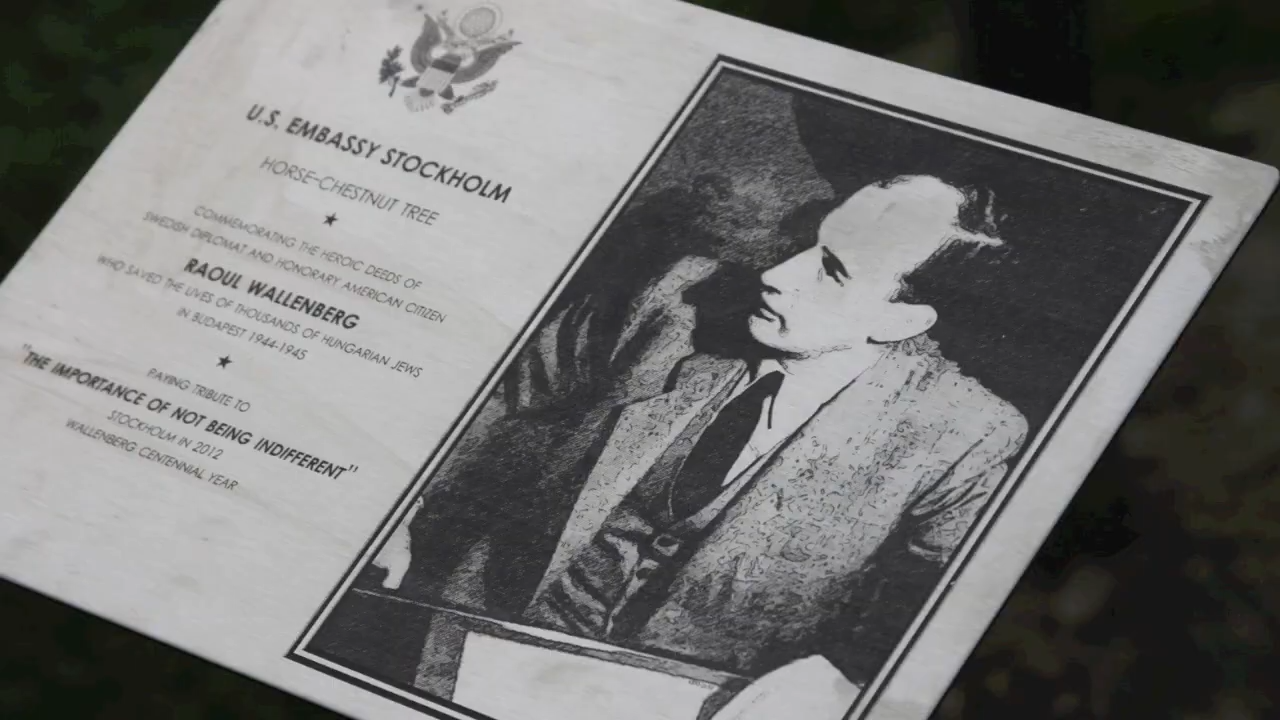 U.S. EMBASSY STOCKHOLM
HORSE-CHESTNUT TREE
COMMEMORATING THE HEROIC DEEDS OF
SWEDISH DIPLOMAT AND HONORARY AMERICAN CITIZEN
RAOUL WALLENBERG
WHO SAVED THE LIVES OF THOUSANDS OF HUNGARIAN JEWS
IN BUDAPEST 1944-1945
PAYING TRIBUTE TO
"THE IMPORTANCE OF NOT BEING INDIFFERENT"
STOCKHOLM IN 2012
WALLENBERG CENTENNIAL YEAR